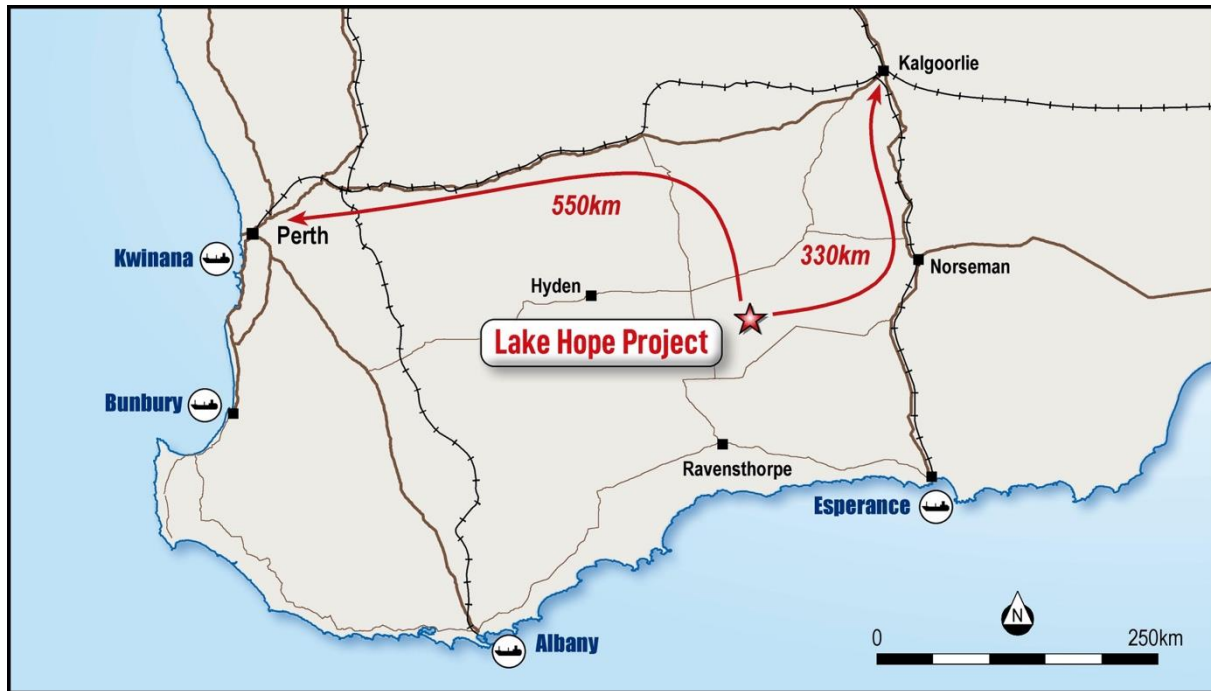 Kalgoorlie
550km
Perth
330km
Kwinana
Norseman
Hyden
Lake Hope Project
Bunbury
Ravensthorpe
Esperance
N
Albany
0 250km